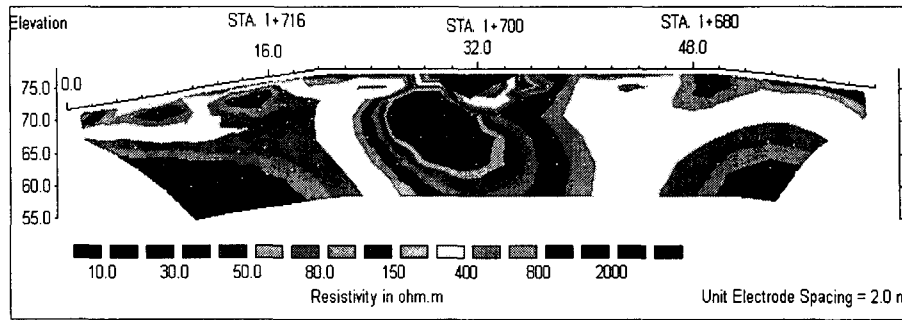 Elevation STA. 1+716 STA. 1+700 STA. 1+680
16.0 32.0 48.0
0.0
75.0
70.0
65.0
60.0
55.0
10.0 30.0 50.0 80.0 150 400 800 2000
Resistivity in ohm.m Unit Electrode Spacing = 2.0